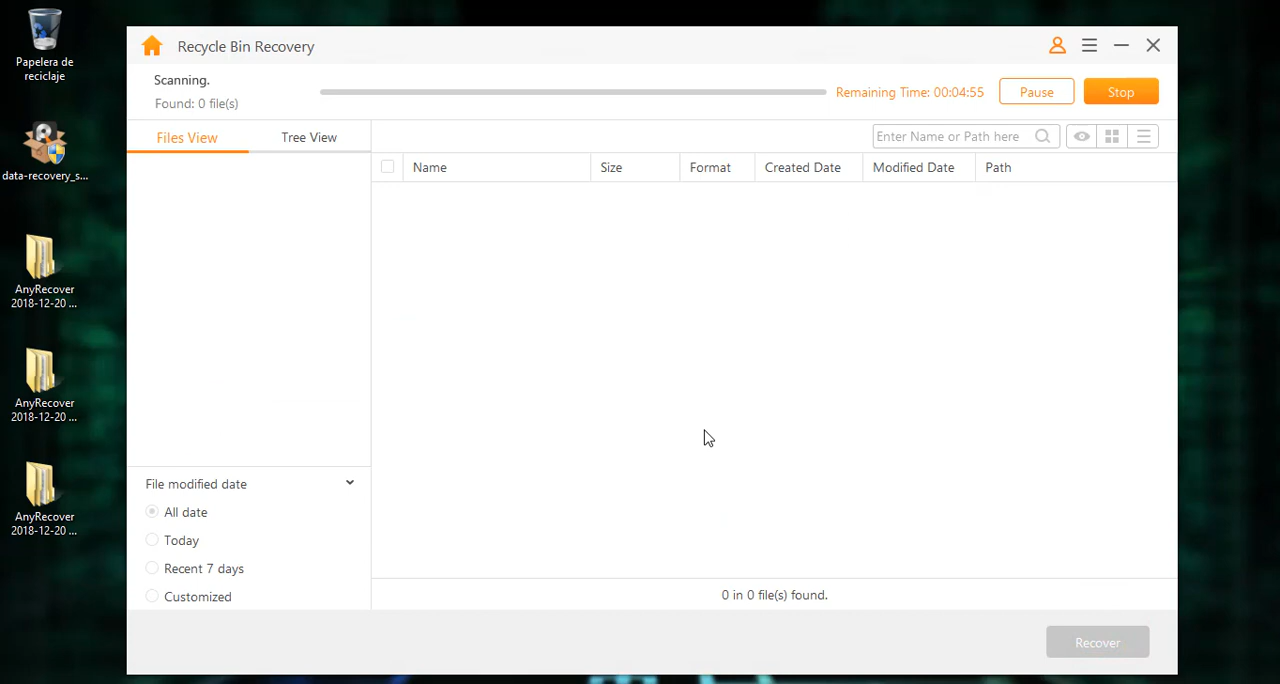 Papelera de
reciclaje
data-recovery_s...
AnyRecover
2018-12-20 ...
AnyRecover
2018-12-20 ...
AnyRecover
2018-12-20 ...
Recycle Bin Recovery
Scanning.
Found: 0 file(s)
Remaining Time: 00:04:55
Pause
Stop
Files View
Tree View
Enter Name or Path here
Name
Size
Format
Created Date
Modified Date
Path
File modified date
All date
Today
Recent 7 days
Customized
0 in 0 file(s) found.
Recover